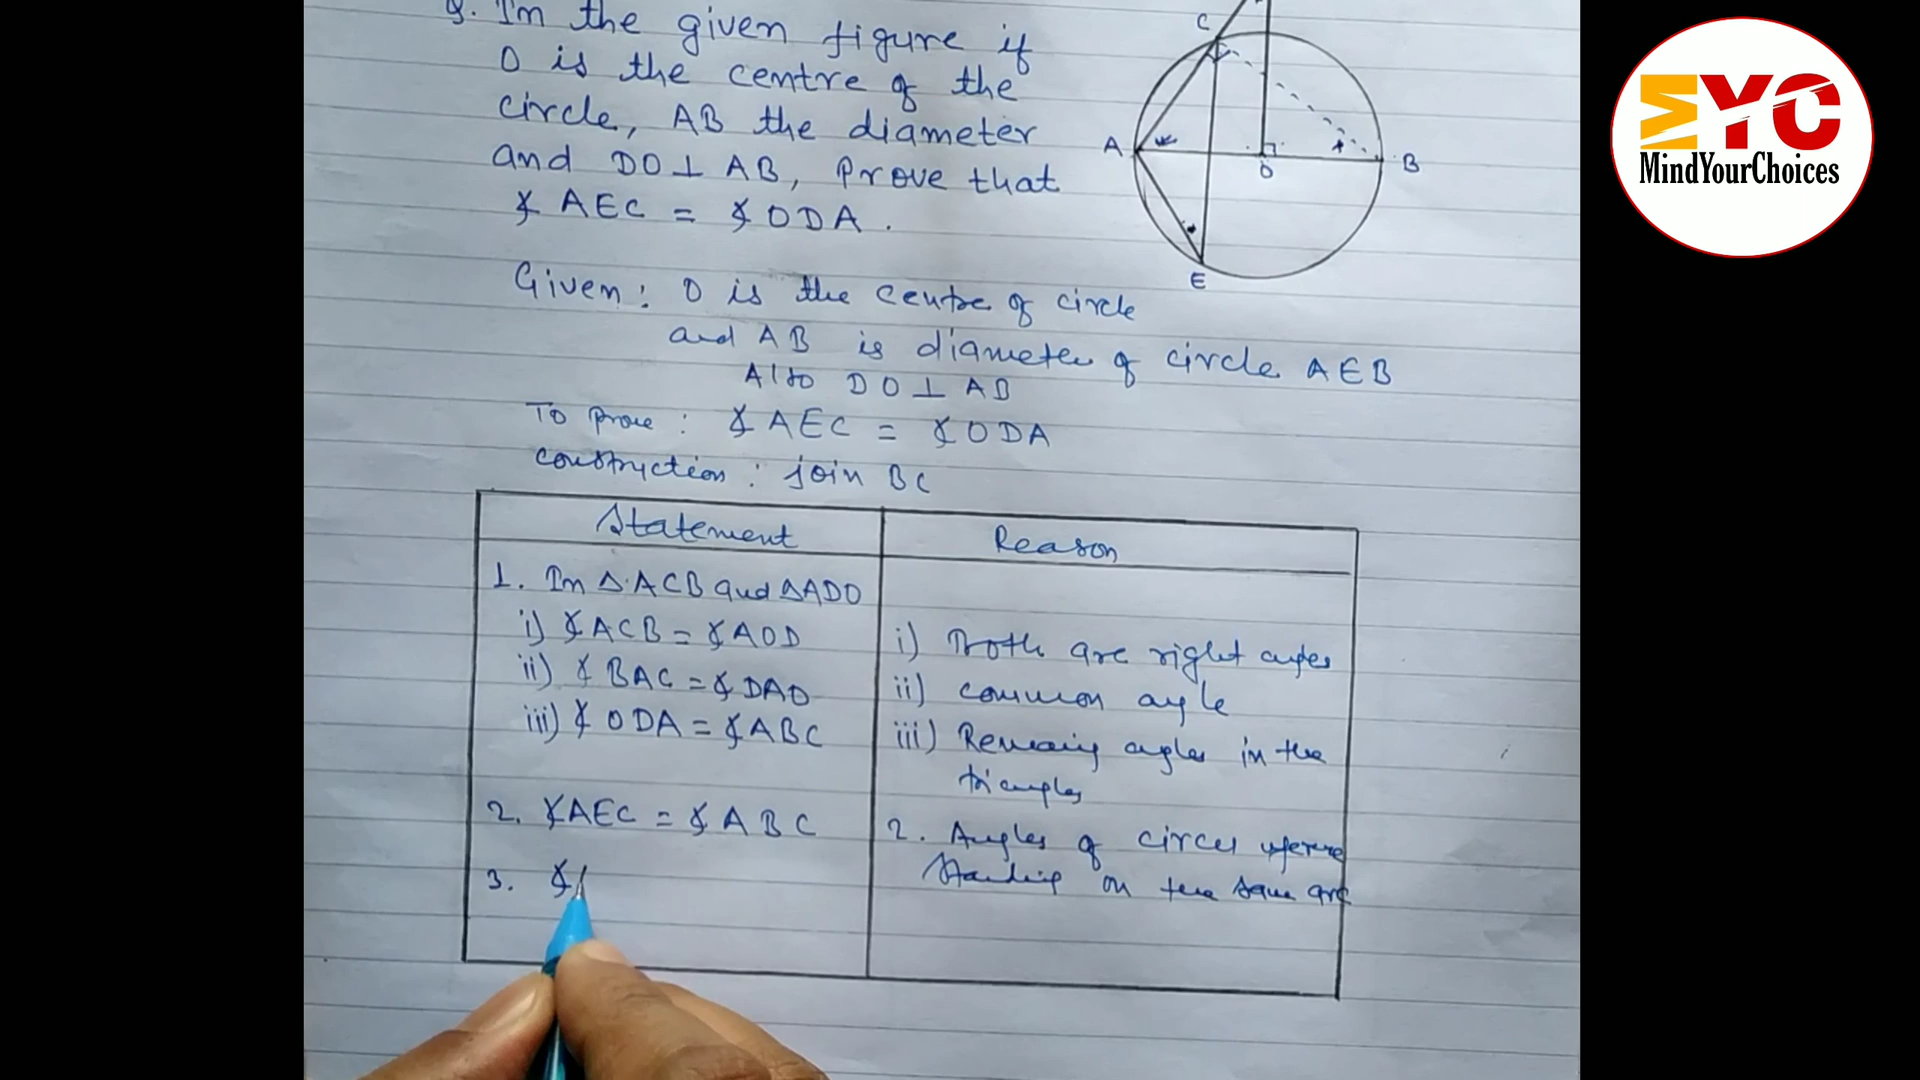 Q. In the given figure if
O is the centre of the
circle, AB the diameter
and DO⊥AB, Prove that
∡AEC = ∡ODA.
C
A
O
B
E
MYC
MindYourChoices
Given: O is the centre of circle
and AB is diameter of circle AEB
Also DO⊥AB
To prove: ∡AEC = ∡ODA
construction: join BC
Statement
Reason
1. In Δ·ACB and ΔADO
i) ∡ACB = ∡AOD
i) Both are right angles
ii) ∡BAC = ∡DAO
ii) common angle
iii) ∡ODA = ∡ABC
iii) angles in the
triangles
2. ∡AEC = ∡ABC
2. Angles of
standing on the same arc
3. ∡